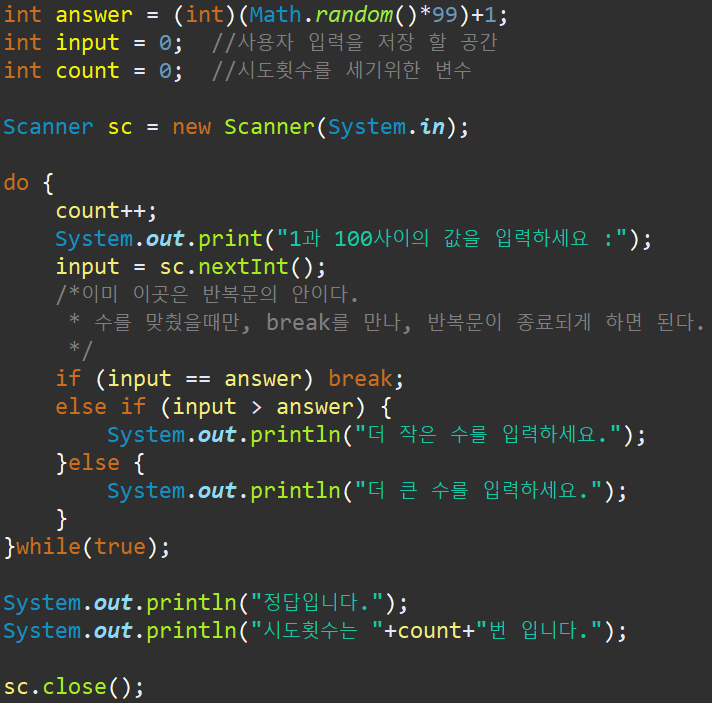 int answer = (int)(Math.random()*99)+1;
int input = 0;  //사용자 입력을 저장 할 공간
int count = 0;  //시도횟수를 세기위한 변수

Scanner sc = new Scanner(System.in);

do {
    count++;
    System.out.print("1과 100사이의 값을 입력하세요 :");
    input = sc.nextInt();
    /*이미 이곳은 반복문의 안이다.
     * 수를 맞췄을때만, break를 만나, 반복문이 종료되게 하면 된다.
     */
    if (input == answer) break;
    else if (input > answer) {
        System.out.println("더 작은 수를 입력하세요.");
    }else {
        System.out.println("더 큰 수를 입력하세요.");
    }
}while(true);

System.out.println("정답입니다.");
System.out.println("시도횟수는 "+count+"번 입니다.");

sc.close();